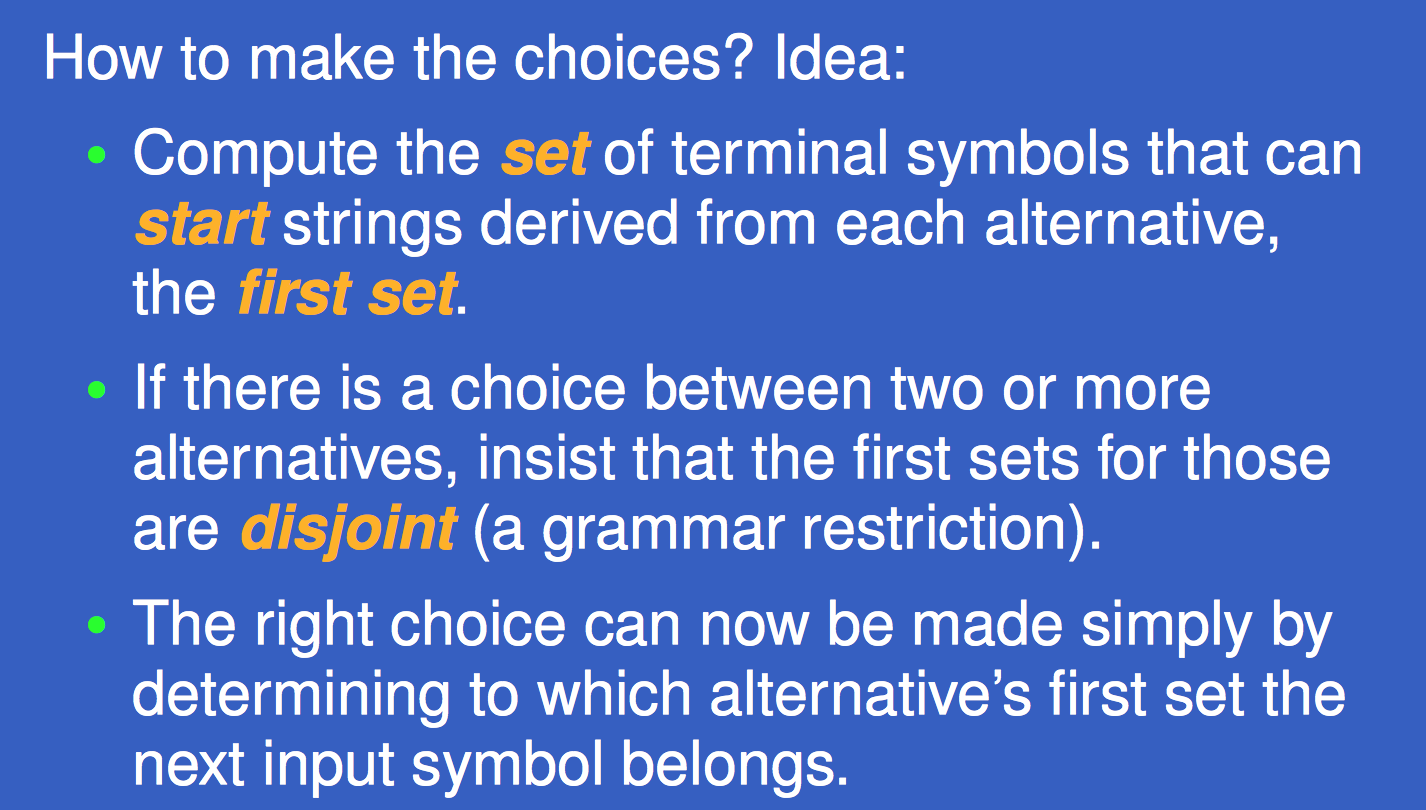 How to make the choices? Idea:
• Compute the set of terminal symbols that can
start strings derived from each alternative,
the first set.
• If there is a choice between two or more
alternatives, insist that the first sets for those
are disjoint (a grammar restriction).
• The right choice can now be made simply by
determining to which alternative’s first set the
next input symbol belongs.